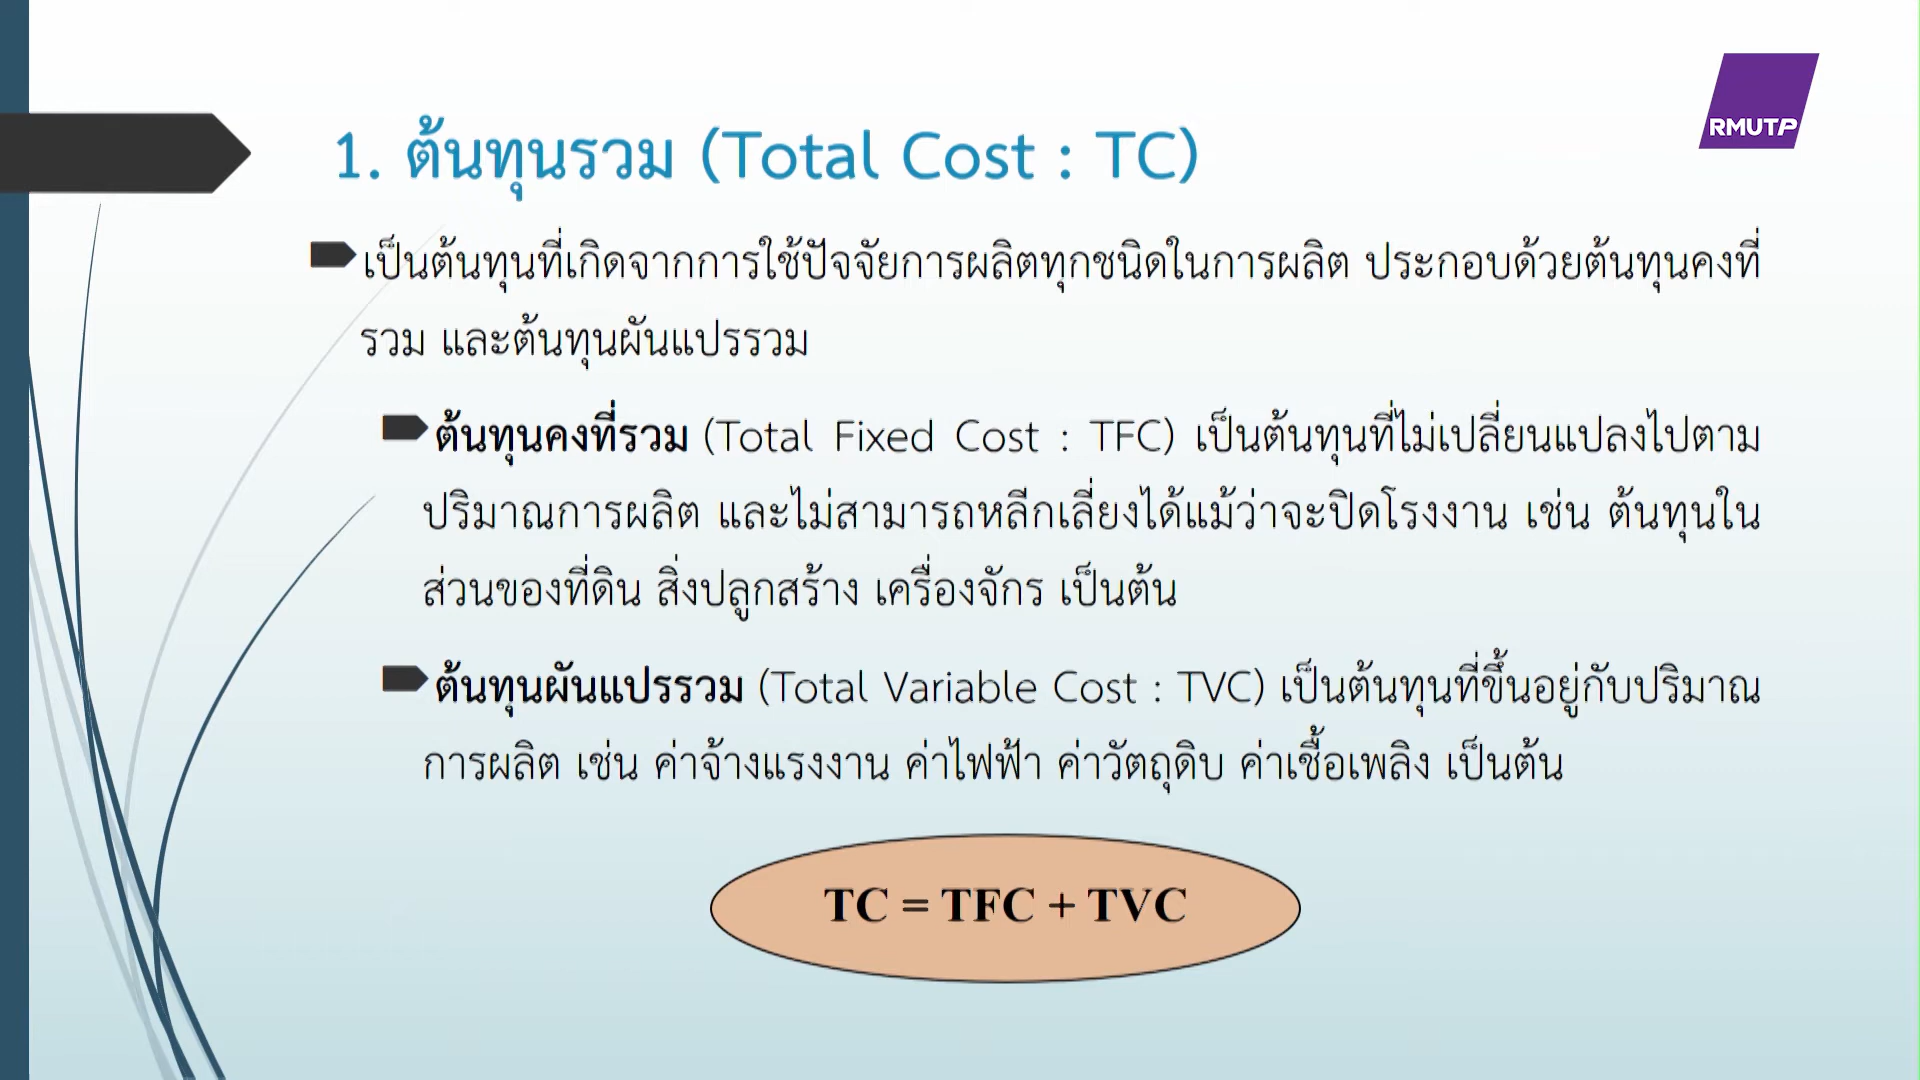 RMUTP
1. ต้นทุนรวม (Total Cost : TC)
เป็นต้นทุนที่เกิดจากการใช้ปัจจัยการผลิตทุกชนิดในการผลิต ประกอบด้วยต้นทุนคงที่
รวม และต้นทุนผันแปรรวม
ต้นทุนคงที่รวม (Total Fixed Cost : TFC) เป็นต้นทุนที่ไม่เปลี่ยนแปลงไปตาม
ปริมาณการผลิต และไม่สามารถหลีกเลี่ยงได้แม้ว่าจะปิดโรงงาน เช่น ต้นทุนใน
ส่วนของที่ดิน สิ่งปลูกสร้าง เครื่องจักร เป็นต้น
ต้นทุนผันแปรรวม (Total Variable Cost : TVC) เป็นต้นทุนที่ขึ้นอยู่กับปริมาณ
การผลิต เช่น ค่าจ้างแรงงาน ค่าไฟฟ้า ค่าวัตถุดิบ ค่าเชื้อเพลิง เป็นต้น
TC = TFC + TVC